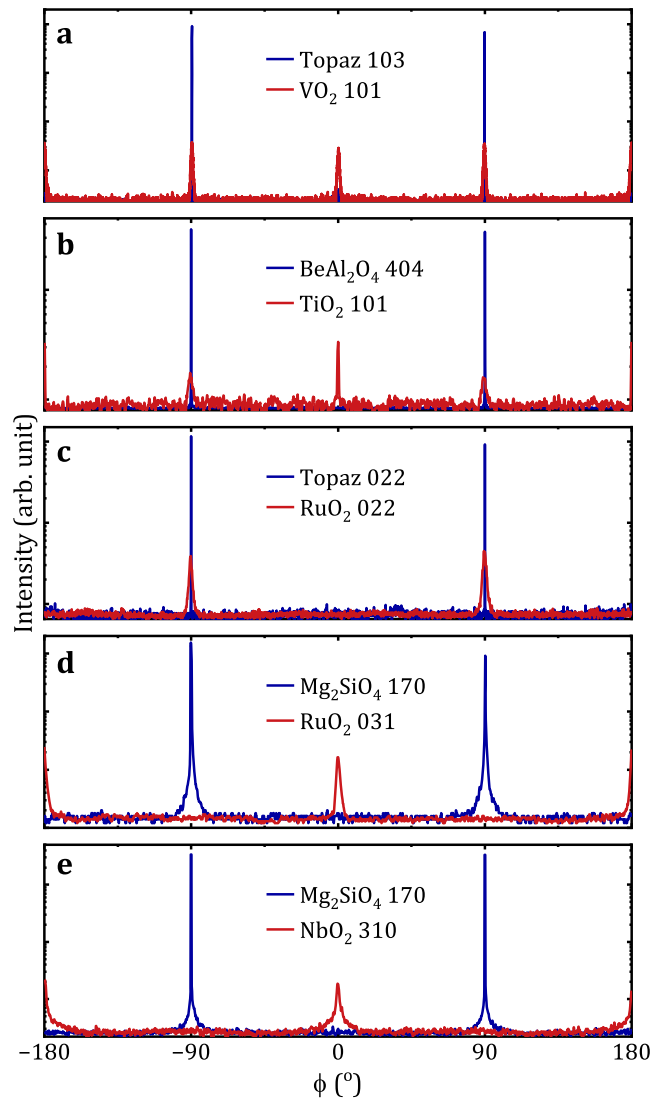 a
Topaz 103
VO₂ 101
b
BeAl₂O₄ 404
TiO₂ 101
c
Topaz 022
RuO₂ 022
d
Mg₂SiO₄ 170
RuO₂ 031
e
Mg₂SiO₄ 170
NbO₂ 310
Intensity (arb. unit)
−180 −90 0 90 180
ϕ (º)